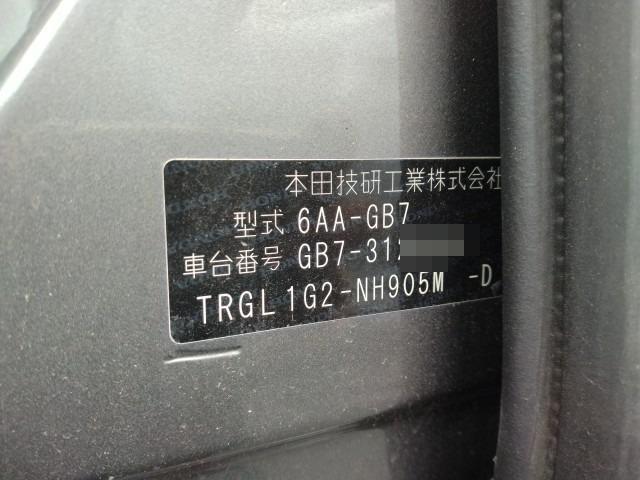 本田技研工業株式会社
型式 6AA-GB7
車台番号 GB7-31
TRGL 1G2-NH905M -D